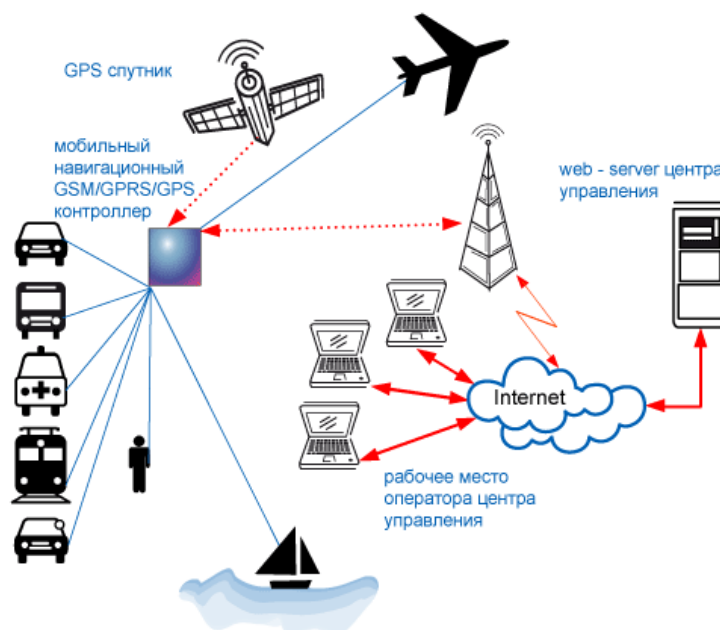 GPS спутник
мобильный
навигационный
GSM/GPRS/GPS
контроллер
web - server центра
управления
Internet
рабочее место
оператора центра
управления